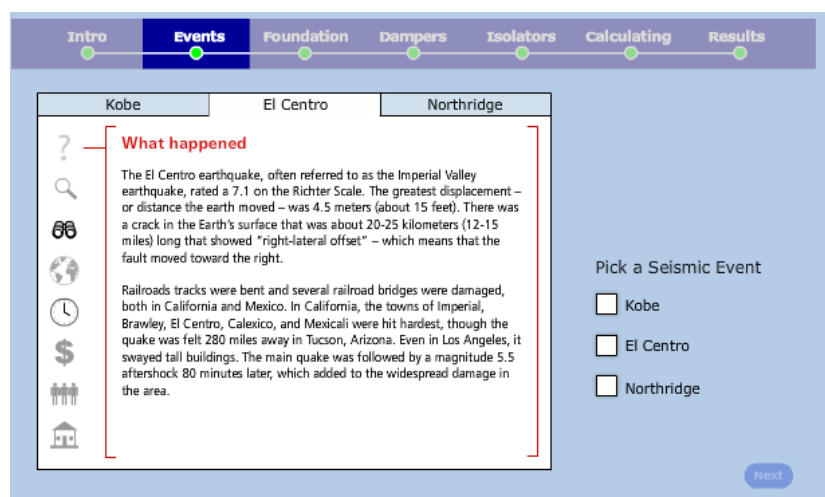 Intro Events Foundation Dampers Isolators Calculating Results
Kobe El Centro Northridge
?
What happened
The El Centro earthquake, often referred to as the Imperial Valley
earthquake, rated a 7.1 on the Richter Scale. The greatest displacement –
or distance the earth moved – was 4.5 meters (about 15 feet). There was
a crack in the Earth's surface that was about 20-25 kilometers (12-15
miles) long that showed "right-lateral offset" – which means that the
fault moved toward the right.
Railroads tracks were bent and several railroad bridges were damaged,
both in California and Mexico. In California, the towns of Imperial,
Brawley, El Centro, Calexico, and Mexicali were hit hardest, though the
quake was felt 280 miles away in Tucson, Arizona. Even in Los Angeles, it
swayed tall buildings. The main quake was followed by a magnitude 5.5
aftershock 80 minutes later, which added to the widespread damage in
the area.
$
Pick a Seismic Event
Kobe
El Centro
Northridge
Next